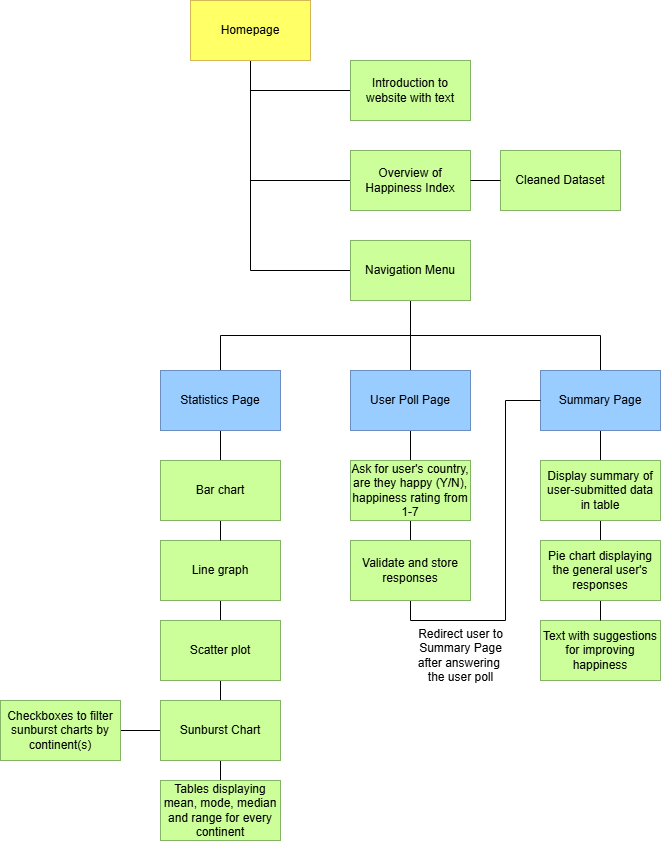 Homepage
Introduction to
website with text
Overview of
Happiness Index
Cleaned Dataset
Navigation Menu
Statistics Page
User Poll Page
Summary Page
Bar chart
Ask for user's country,
are they happy (Y/N),
happiness rating from
1-7
Display summary of
user-submitted data
in table
Line graph
Validate and store
responses
Pie chart displaying
the general user's
responses
Scatter plot
Redirect user to
Summary Page
after answering
the user poll
Text with suggestions
for improving
happiness
Checkboxes to filter
sunburst charts by
continent(s)
Sunburst Chart
Tables displaying
mean, mode, median
and range for every
continent